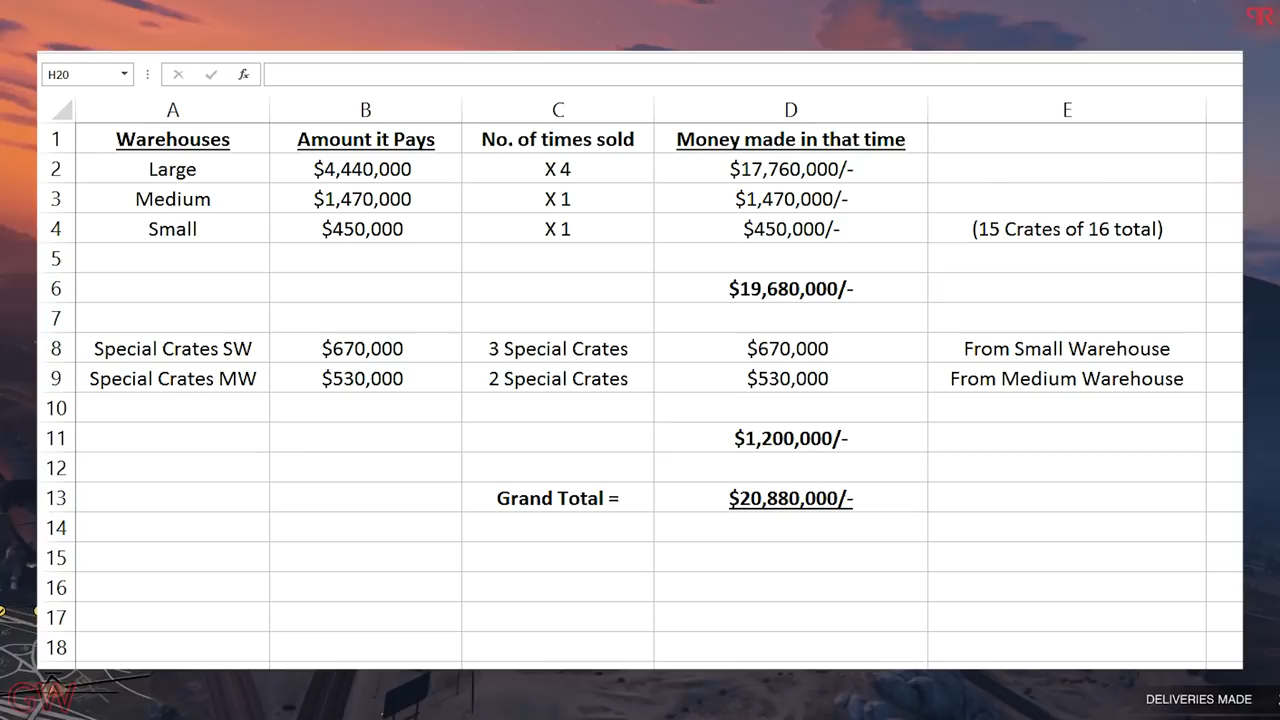 H20 fx
A B C D E
1 Warehouses Amount it Pays No. of times sold Money made in that time
2 Large $4,440,000 X 4 $17,760,000/-
3 Medium $1,470,000 X 1 $1,470,000/-
4 Small $450,000 X 1 $450,000/- (15 Crates of 16 total)
5
6 $19,680,000/-
7
8 Special Crates SW $670,000 3 Special Crates $670,000 From Small Warehouse
9 Special Crates MW $530,000 2 Special Crates $530,000 From Medium Warehouse
10
11 $1,200,000/-
12
13 Grand Total = $20,880,000/-
14
15
16
17
18
GW
DELIVERIES MADE